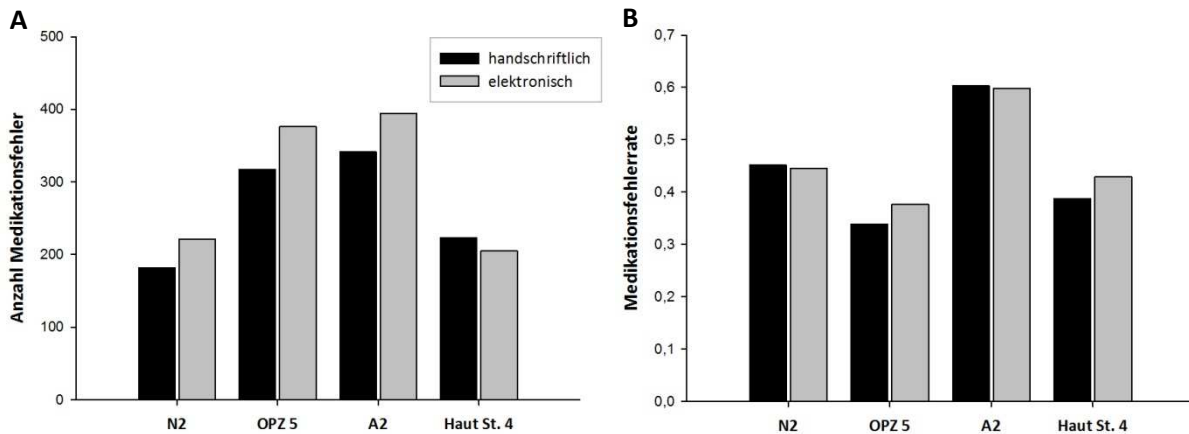 A
Anzahl Medikationsfehler
500
400
300
200
100
0
handschriftlich
elektronisch
N2 OPZ 5 A2 Haut St. 4
B
Medikationsfehlerrate
0,7
0,6
0,5
0,4
0,3
0,2
0,1
0,0
N2 OPZ 5 A2 Haut St. 4